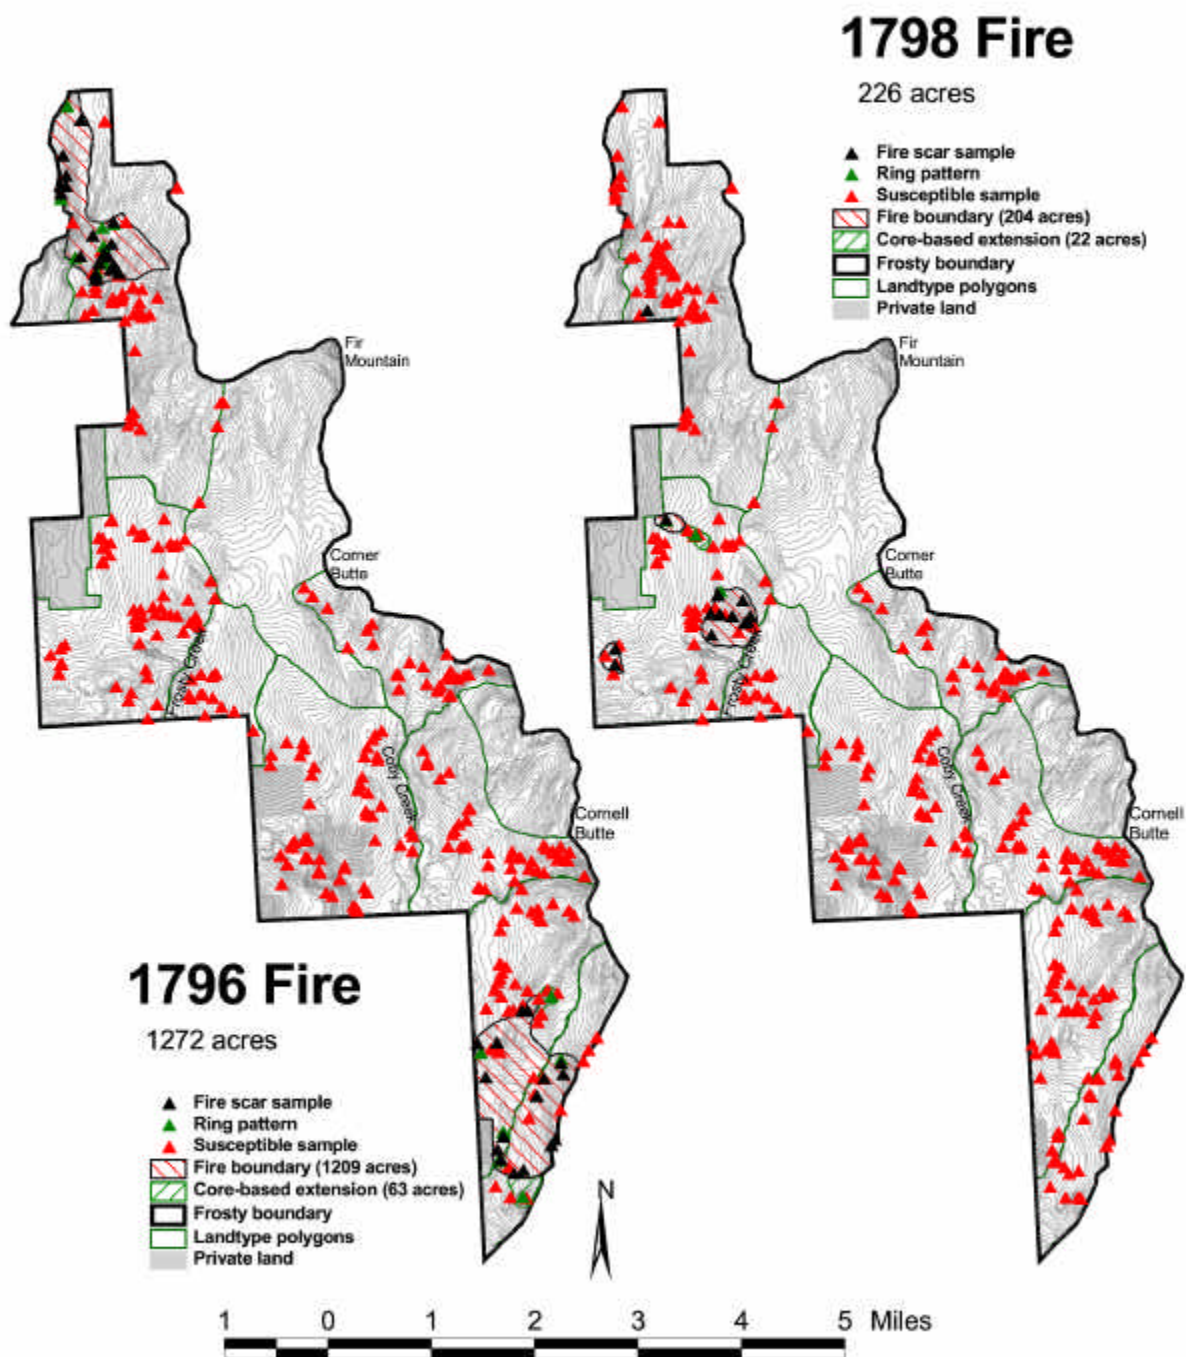 1798 Fire
226 acres
Fire scar sample
Ring pattern
Susceptible sample
Fire boundary (204 acres)
Core-based extension (22 acres)
Frosty boundary
Landtype polygons
Private land
Fir
Mountain
Fir
Mountain
Corner
Butte
Corner
Butte
Frosty Creek
Frosty Creek
Coby Creek
Coby Creek
Cornell
Butte
Cornell
Butte
1796 Fire
1272 acres
Fire scar sample
Ring pattern
Susceptible sample
Fire boundary (1209 acres)
Core-based extension (63 acres)
Frosty boundary
Landtype polygons
Private land
N
1 0 1 2 3 4 5 Miles